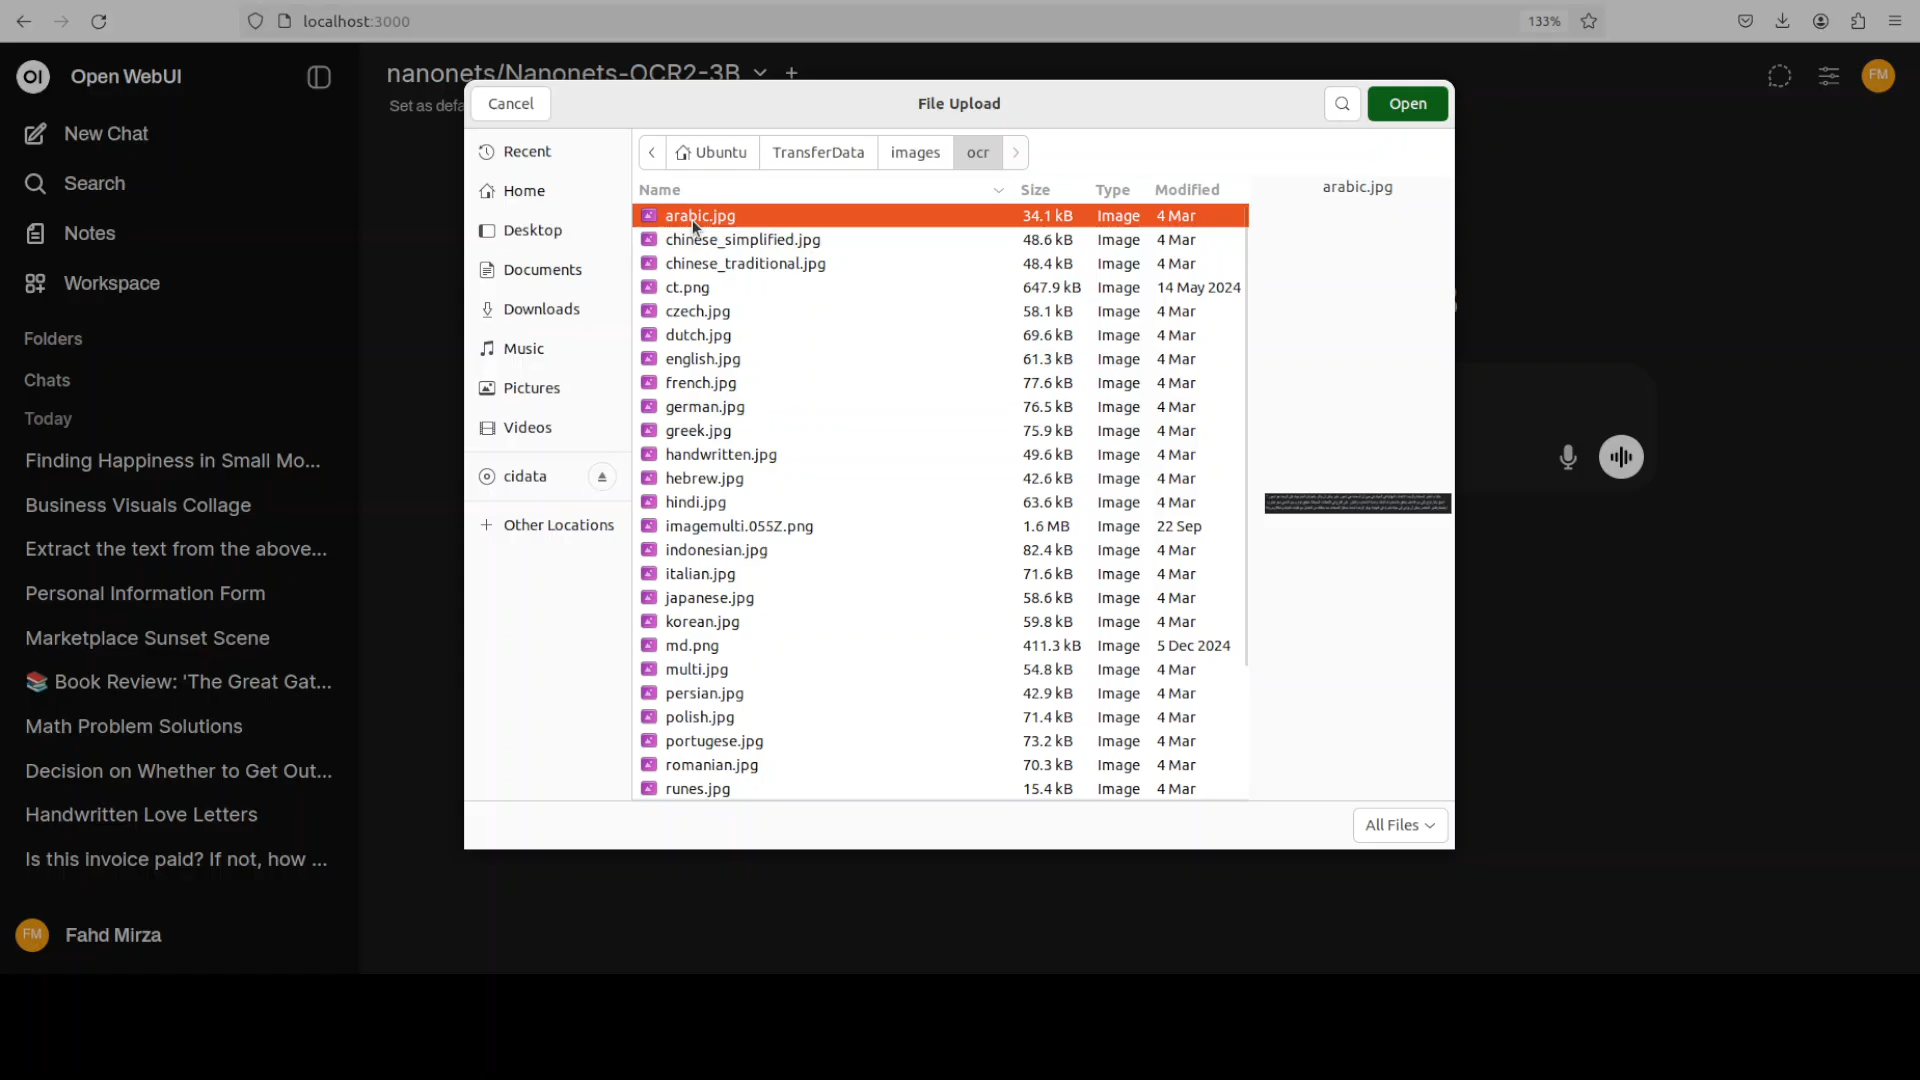 localhost:3000
133%
OI Open WebUI
nanonets/Nanonets-OCR2-3B
Set as defa
FM
New Chat
Search
Notes
Workspace
Folders
Chats
Today
Finding Happiness in Small Mo...
Business Visuals Collage
Extract the text from the above...
Personal Information Form
Marketplace Sunset Scene
📚 Book Review: 'The Great Gat...
Math Problem Solutions
Decision on Whether to Get Out...
Handwritten Love Letters
Is this invoice paid? If not, how ...
FM Fahd Mirza
Cancel File Upload Open
Recent
Home
Desktop
Documents
Downloads
Music
Pictures
Videos
cidata
Other Locations
Ubuntu TransferData images ocr
Name Size Type Modified
arabic.jpg 34.1 kB Image 4 Mar
chinese_simplified.jpg 48.6 kB Image 4 Mar
chinese_traditional.jpg 48.4 kB Image 4 Mar
ct.png 647.9 kB Image 14 May 2024
czech.jpg 58.1 kB Image 4 Mar
dutch.jpg 69.6 kB Image 4 Mar
english.jpg 61.3 kB Image 4 Mar
french.jpg 77.6 kB Image 4 Mar
german.jpg 76.5 kB Image 4 Mar
greek.jpg 75.9 kB Image 4 Mar
handwritten.jpg 49.6 kB Image 4 Mar
hebrew.jpg 42.6 kB Image 4 Mar
hindi.jpg 63.6 kB Image 4 Mar
imagemulti.055Z.png 1.6 MB Image 22 Sep
indonesian.jpg 82.4 kB Image 4 Mar
italian.jpg 71.6 kB Image 4 Mar
japanese.jpg 58.6 kB Image 4 Mar
korean.jpg 59.8 kB Image 4 Mar
md.png 411.3 kB Image 5 Dec 2024
multi.jpg 54.8 kB Image 4 Mar
persian.jpg 42.9 kB Image 4 Mar
polish.jpg 71.4 kB Image 4 Mar
portugese.jpg 73.2 kB Image 4 Mar
romanian.jpg 70.3 kB Image 4 Mar
runes.jpg 15.4 kB Image 4 Mar
arabic.jpg
All Files